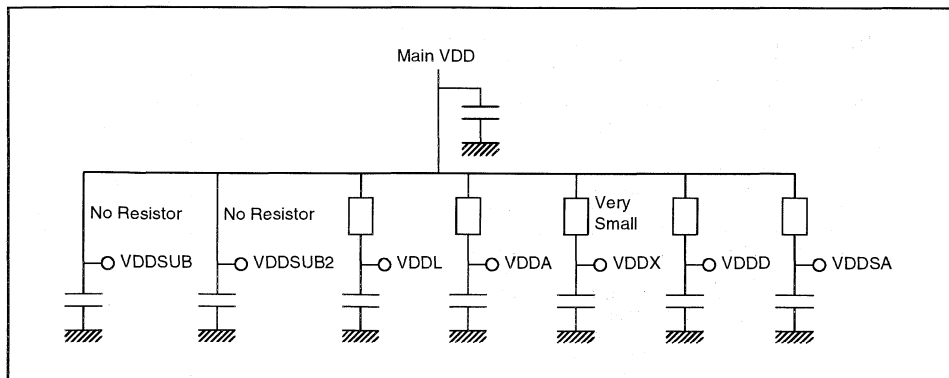 Main VDD
No Resistor
No Resistor
Very
Small
VDDSUB
VDDSUB2
VDDL
VDDA
VDDX
VDDD
VDDSA